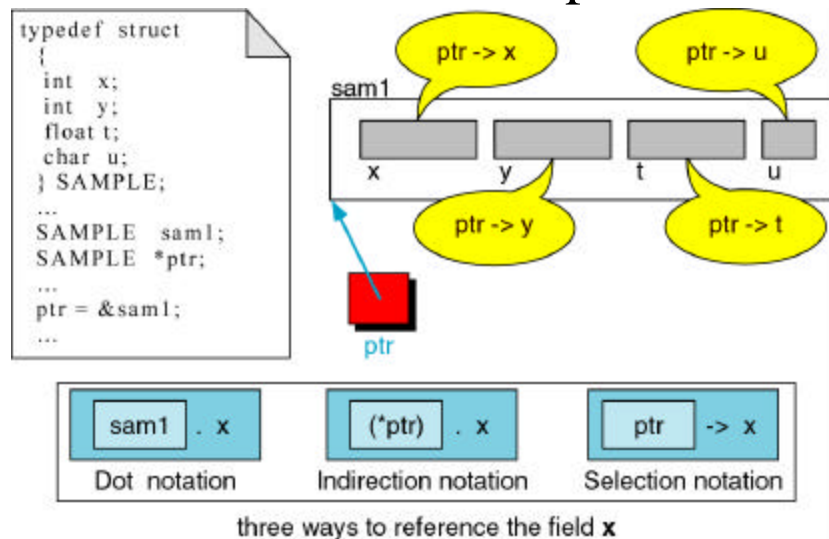 typedef struct
{
int x;
int y;
float t;
char u;
} SAMPLE;
...
SAMPLE sam1;
SAMPLE *ptr;
...
ptr = &sam1;
...
ptr -> x
ptr -> u
sam1
x
y
t
u
ptr -> y
ptr -> t
ptr
sam1 . x
(*ptr) . x
ptr -> x
Dot notation
Indirection notation
Selection notation
three ways to reference the field x